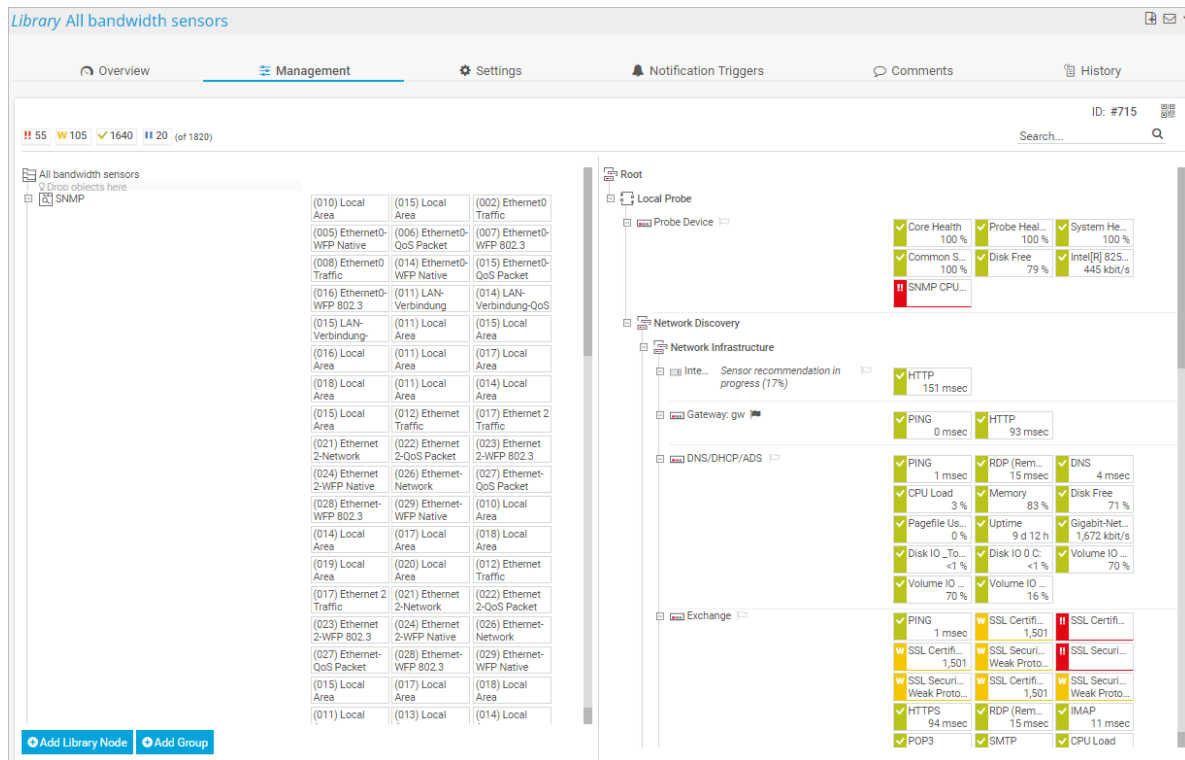 Library All bandwidth sensors
Overview
Management
Settings
Notification Triggers
Comments
History
ID: #715
!! 55 W 105 1640 20 (of 1820)
Search...
All bandwidth sensors
Drop objects here
SNMP
(010) Local Area
(015) Local Area
(002) Ethernet0 Traffic
(005) Ethernet0-WFP Native
(006) Ethernet0-QoS Packet
(007) Ethernet0-WFP 802.3
(008) Ethernet0 Traffic
(014) Ethernet0-WFP Native
(015) Ethernet0-QoS Packet
(016) Ethernet0-WFP 802.3
(011) LAN-Verbindung
(014) LAN-Verbindung-QoS
(015) LAN-Verbindung-
(011) Local Area
(015) Local Area
(016) Local Area
(011) Local Area
(017) Local Area
(018) Local Area
(011) Local Area
(014) Local Area
(015) Local Area
(012) Ethernet Traffic
(017) Ethernet 2 Traffic
(021) Ethernet 2-Network
(022) Ethernet 2-QoS Packet
(023) Ethernet 2-WFP 802.3
(024) Ethernet 2-WFP Native
(026) Ethernet-Network
(027) Ethernet-QoS Packet
(028) Ethernet-WFP 802.3
(029) Ethernet-WFP Native
(010) Local Area
(014) Local Area
(017) Local Area
(018) Local Area
(019) Local Area
(020) Local Area
(012) Ethernet Traffic
(017) Ethernet 2 Traffic
(021) Ethernet 2-Network
(022) Ethernet 2-QoS Packet
(023) Ethernet 2-WFP 802.3
(024) Ethernet 2-WFP Native
(026) Ethernet-Network
(027) Ethernet-QoS Packet
(028) Ethernet-WFP 802.3
(029) Ethernet-WFP Native
(015) Local Area
(017) Local Area
(018) Local Area
(011) Local
(013) Local
(014) Local
Add Library Node
Add Group
Root
Local Probe
Probe Device
Core Health 100 %
Probe Heal... 100 %
System He... 100 %
Common S... 100 %
Disk Free 79 %
Intel[R] 825... 445 kbit/s
!! SNMP CPU...
Network Discovery
Network Infrastructure
Inte... Sensor recommendation in
progress (17%)
HTTP 151 msec
Gateway: gw
PING 0 msec
HTTP 93 msec
DNS/DHCP/ADS
PING 1 msec
RDP (Rem... 15 msec
DNS 4 msec
CPU Load 3 %
Memory 83 %
Disk Free 71 %
Pagefile Us... 0 %
Uptime 9 d 12 h
Gigabit-Net... 1,672 kbit/s
Disk IO _To... <1 %
Disk IO 0 C: <1 %
Volume IO ... 70 %
Volume IO ... 70 %
Volume IO ... 16 %
Exchange
PING 1 msec
W SSL Certifi... 1,501
!! SSL Certifi...
W SSL Certifi... 1,501
W SSL Securi... Weak Proto...
!! SSL Securi...
W SSL Securi... Weak Proto...
W SSL Certifi... 1,501
W SSL Securi... Weak Proto...
HTTPS 94 msec
RDP (Rem... 15 msec
IMAP 11 msec
POP3
SMTP
CPU Load